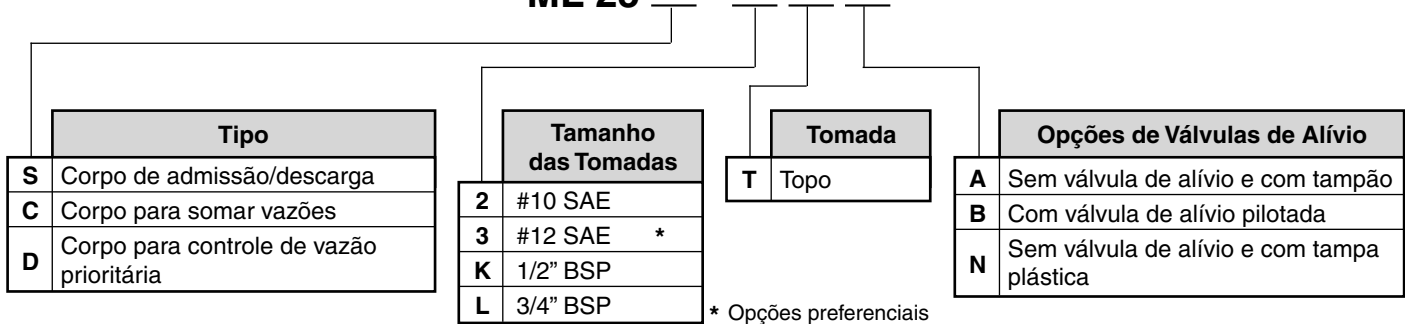 Tipo
S Corpo de admissão/descarga
C Corpo para somar vazões
D Corpo para controle de vazão
prioritária
Tamanho
das Tomadas
2 #10 SAE
3 #12 SAE *
K 1/2” BSP
L 3/4” BSP
* Opções preferenciais
Tomada
T Topo
Opções de Válvulas de Alívio
A Sem válvula de alívio e com tampão
B Com válvula de alívio pilotada
N Sem válvula de alívio e com tampa
plástica